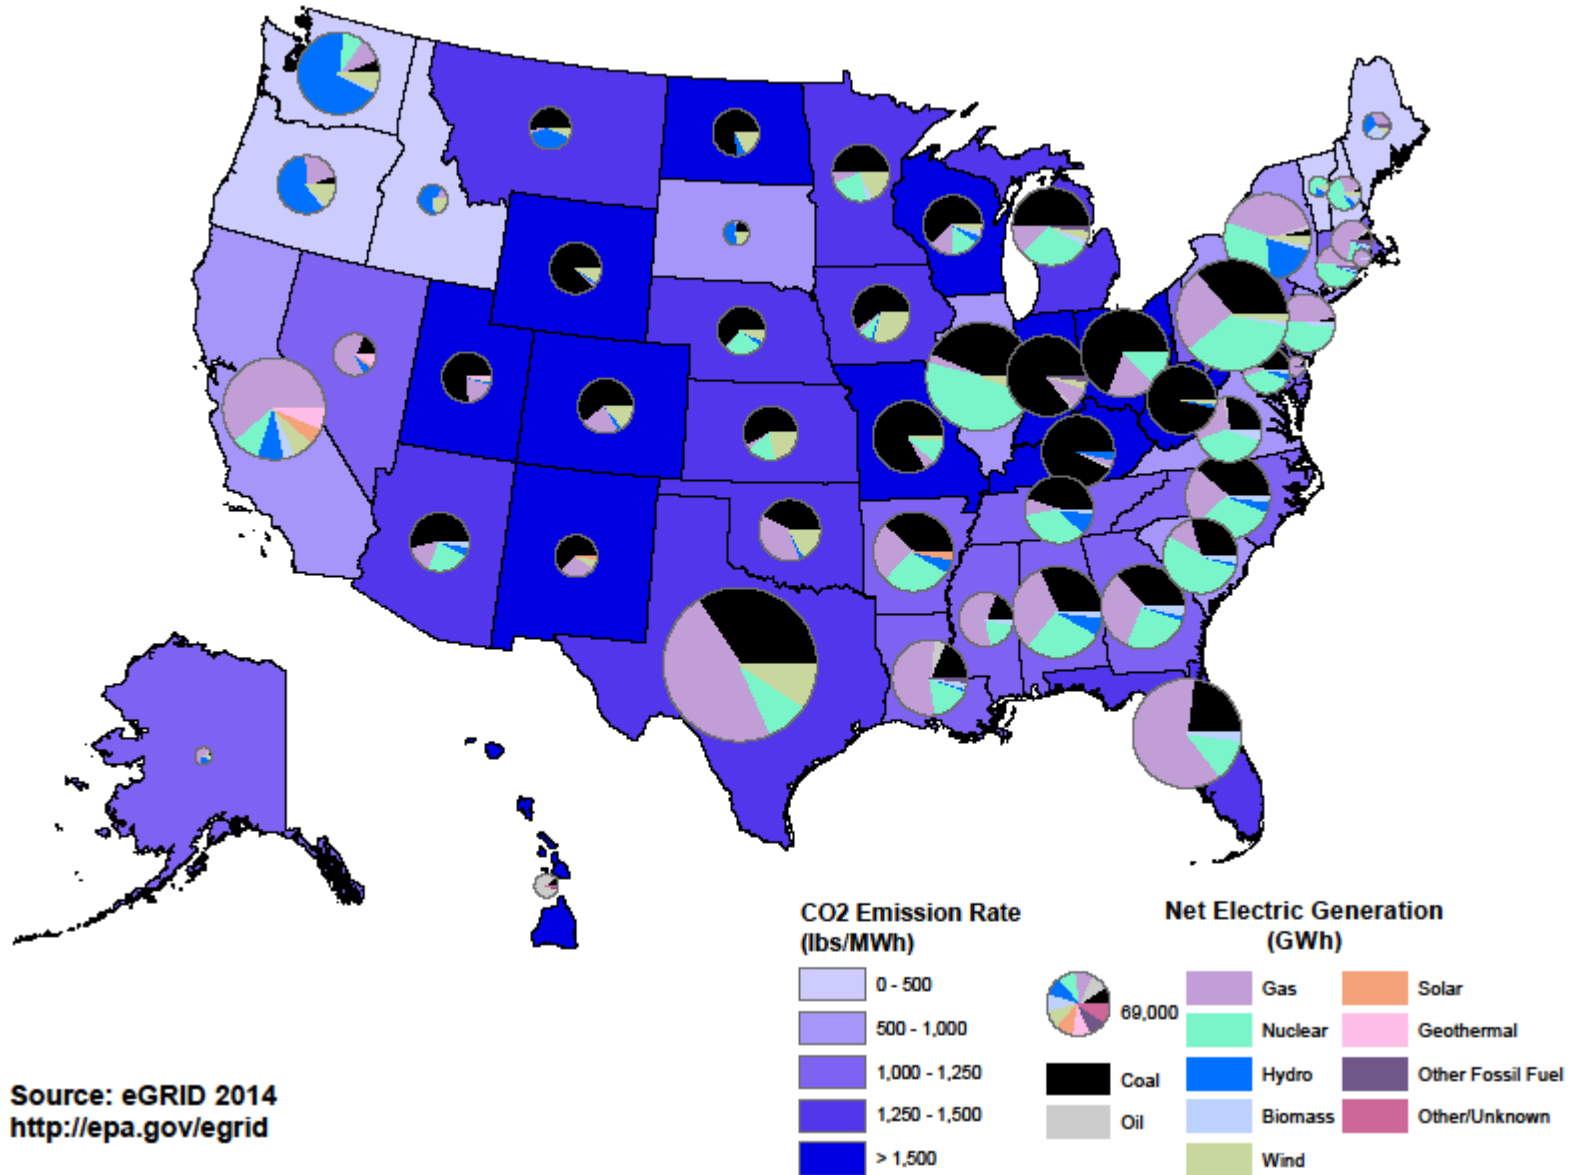 CO2 Emission Rate
(lbs/MWh)
0 - 500
500 - 1,000
1,000 - 1,250
1,250 - 1,500
> 1,500
Net Electric Generation
(GWh)
69,000
Coal
Oil
Gas
Nuclear
Hydro
Biomass
Wind
Solar
Geothermal
Other Fossil Fuel
Other/Unknown
Source: eGRID 2014
http://epa.gov/egrid